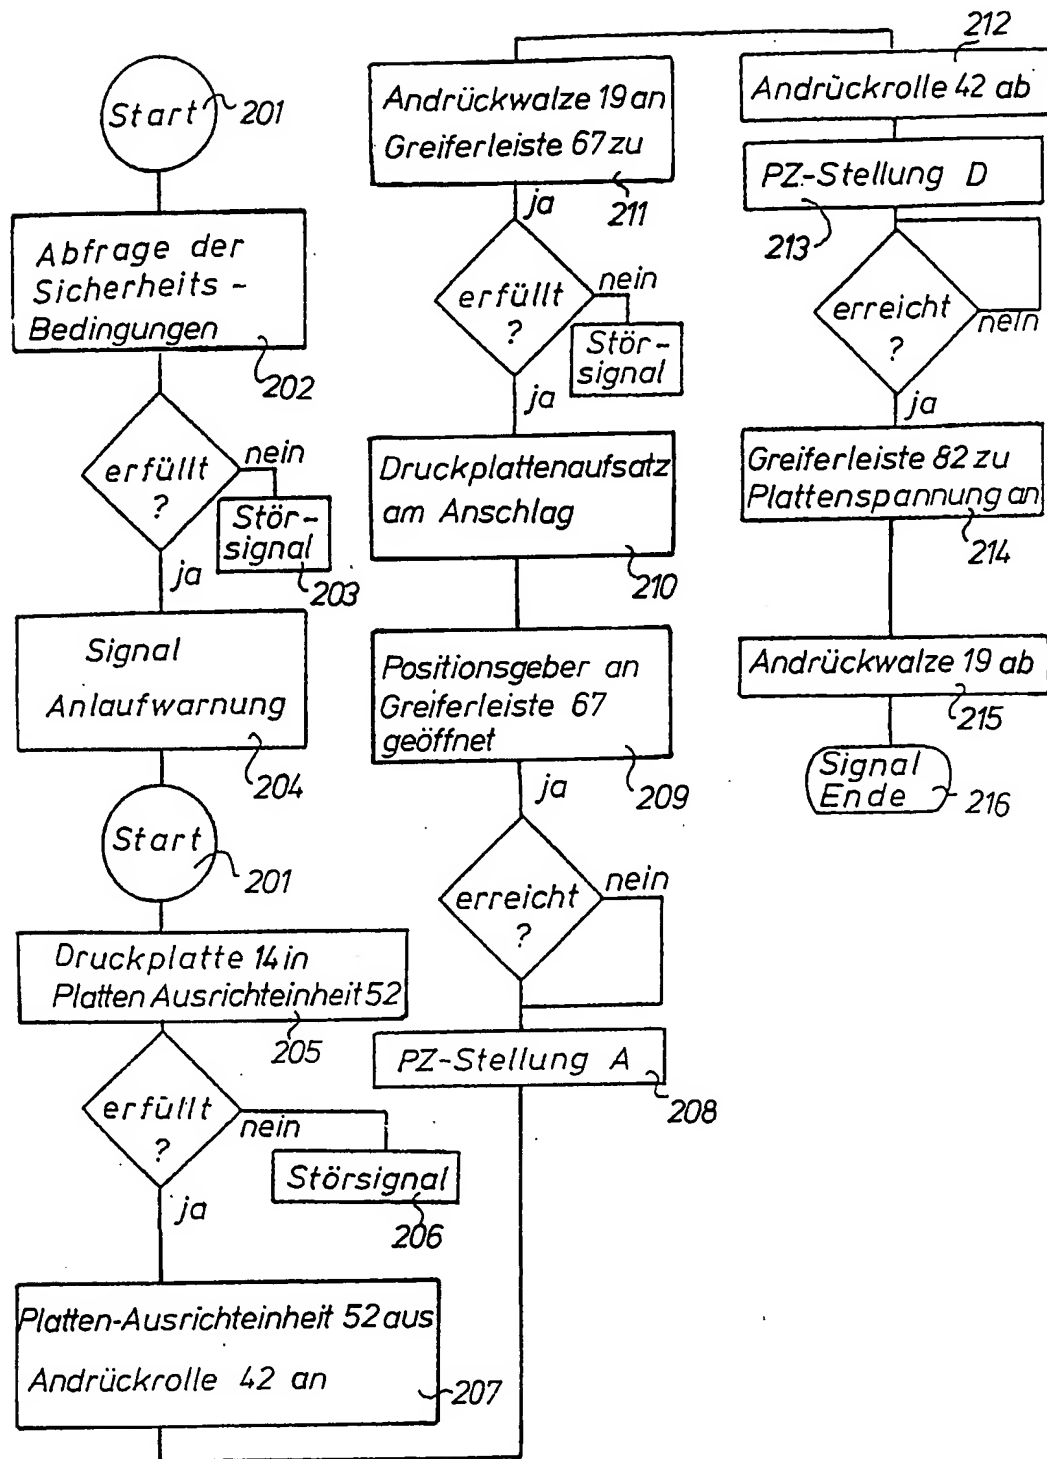 Start
201
Abfrage der
Sicherheits-
Bedingungen
202
erfüllt
?
nein
Stör-
signal
203
ja
Signal
Anlaufwarnung
204
Start
201
Druckplatte 14 in
Platten Ausrichteinheit 52
205
erfüllt
?
nein
Störsignal
206
ja
Platten-Ausrichteinheit 52 aus
Andrückrolle 42 an
207
PZ-Stellung A
208
erreicht
?
nein
ja
Positionsgeber an
Greiferleiste 67
geöffnet
209
Druckplattenaufsatz
am Anschlag
210
ja
erfüllt
?
nein
Stör-
signal
ja
Andrückwalze 19 an
Greiferleiste 67 zu
211
212
Andrückrolle 42 ab
PZ-Stellung D
213
erreicht
?
nein
ja
Greiferleiste 82 zu
Plattenspannung an
214
Andrückwalze 19 ab
215
Signal
Ende
216